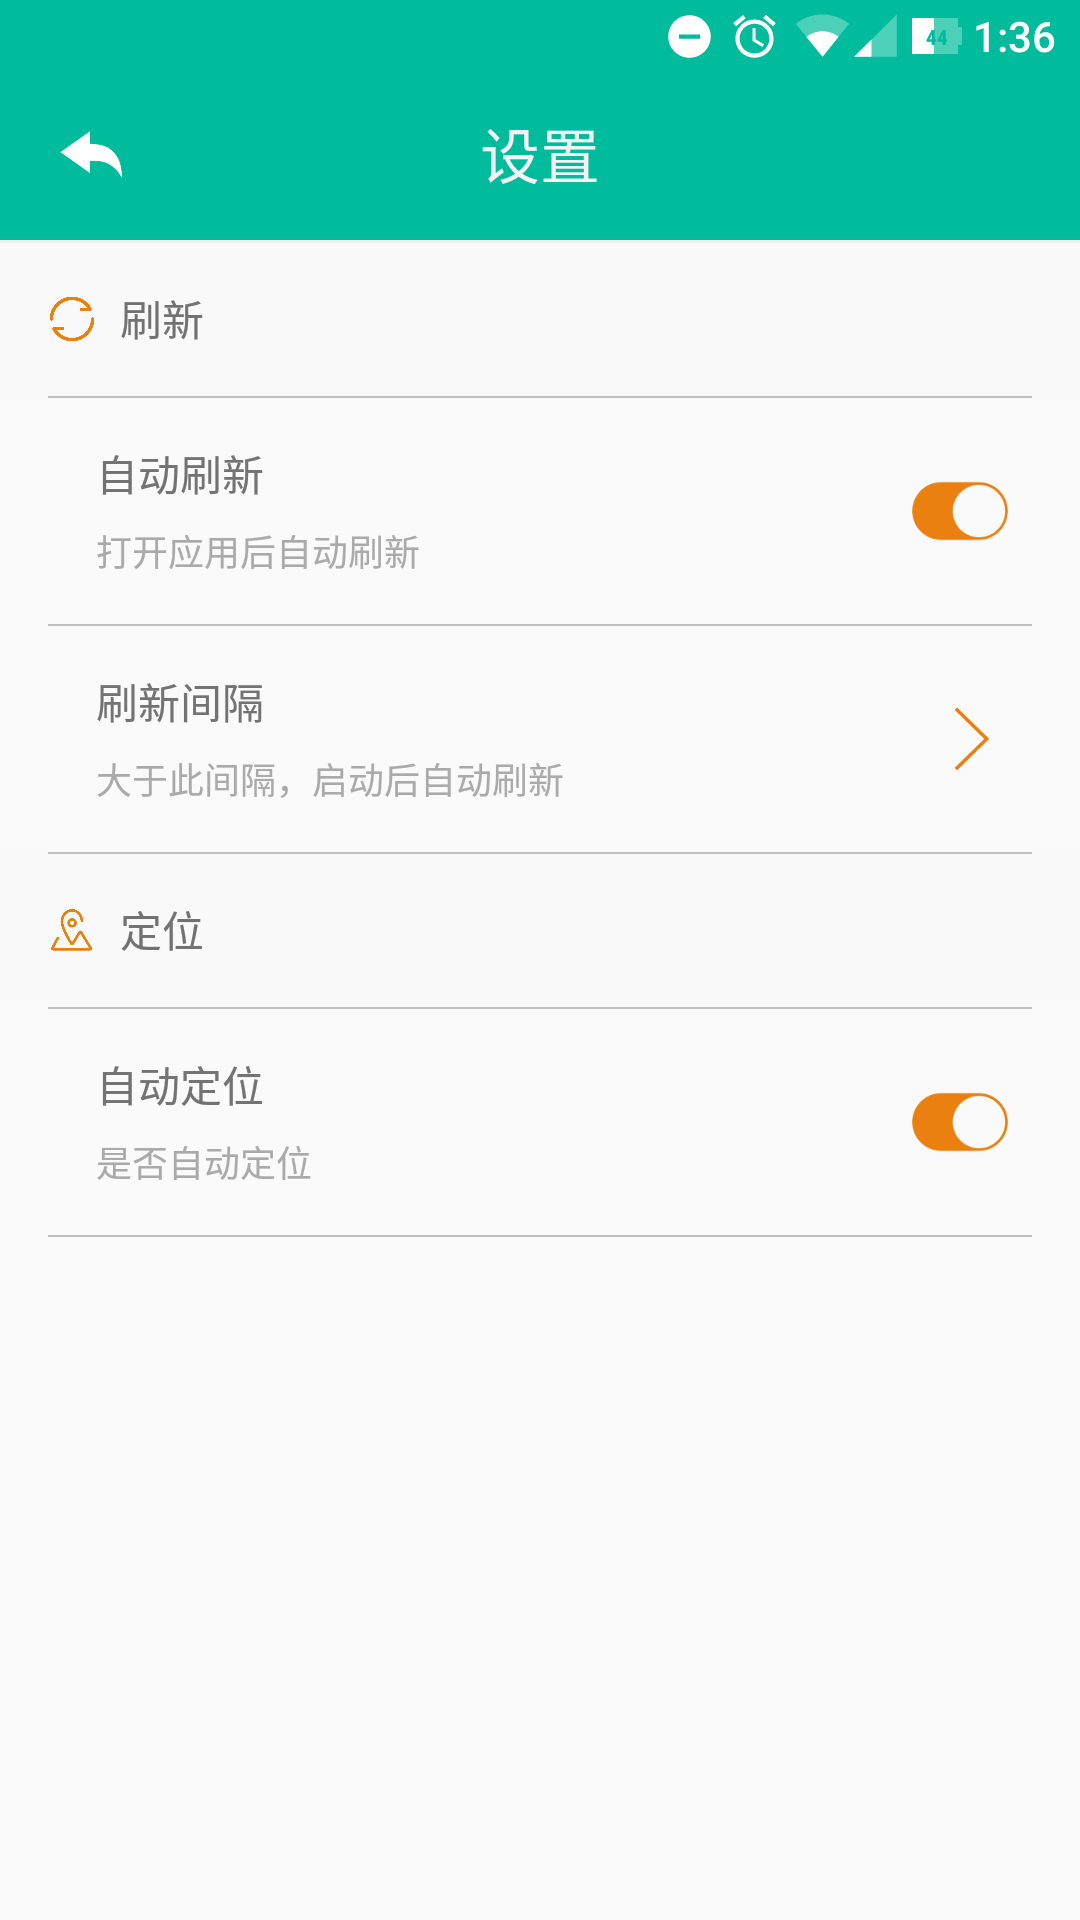 44 1:36
设置
刷新
自动刷新
打开应用后自动刷新
刷新间隔
大于此间隔，启动后自动刷新
定位
自动定位
是否自动定位